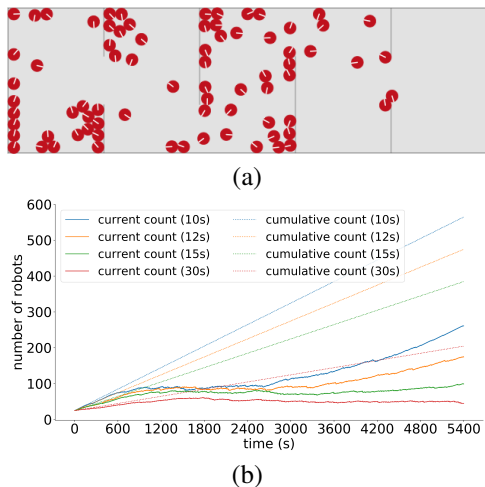 (a)
600
500
400
300
200
100
0
number of robots
current count (10s)
current count (12s)
current count (15s)
current count (30s)
cumulative count (10s)
cumulative count (12s)
cumulative count (15s)
cumulative count (30s)
0 600 1200 1800 2400 3000 3600 4200 4800 5400
time (s)
(b)